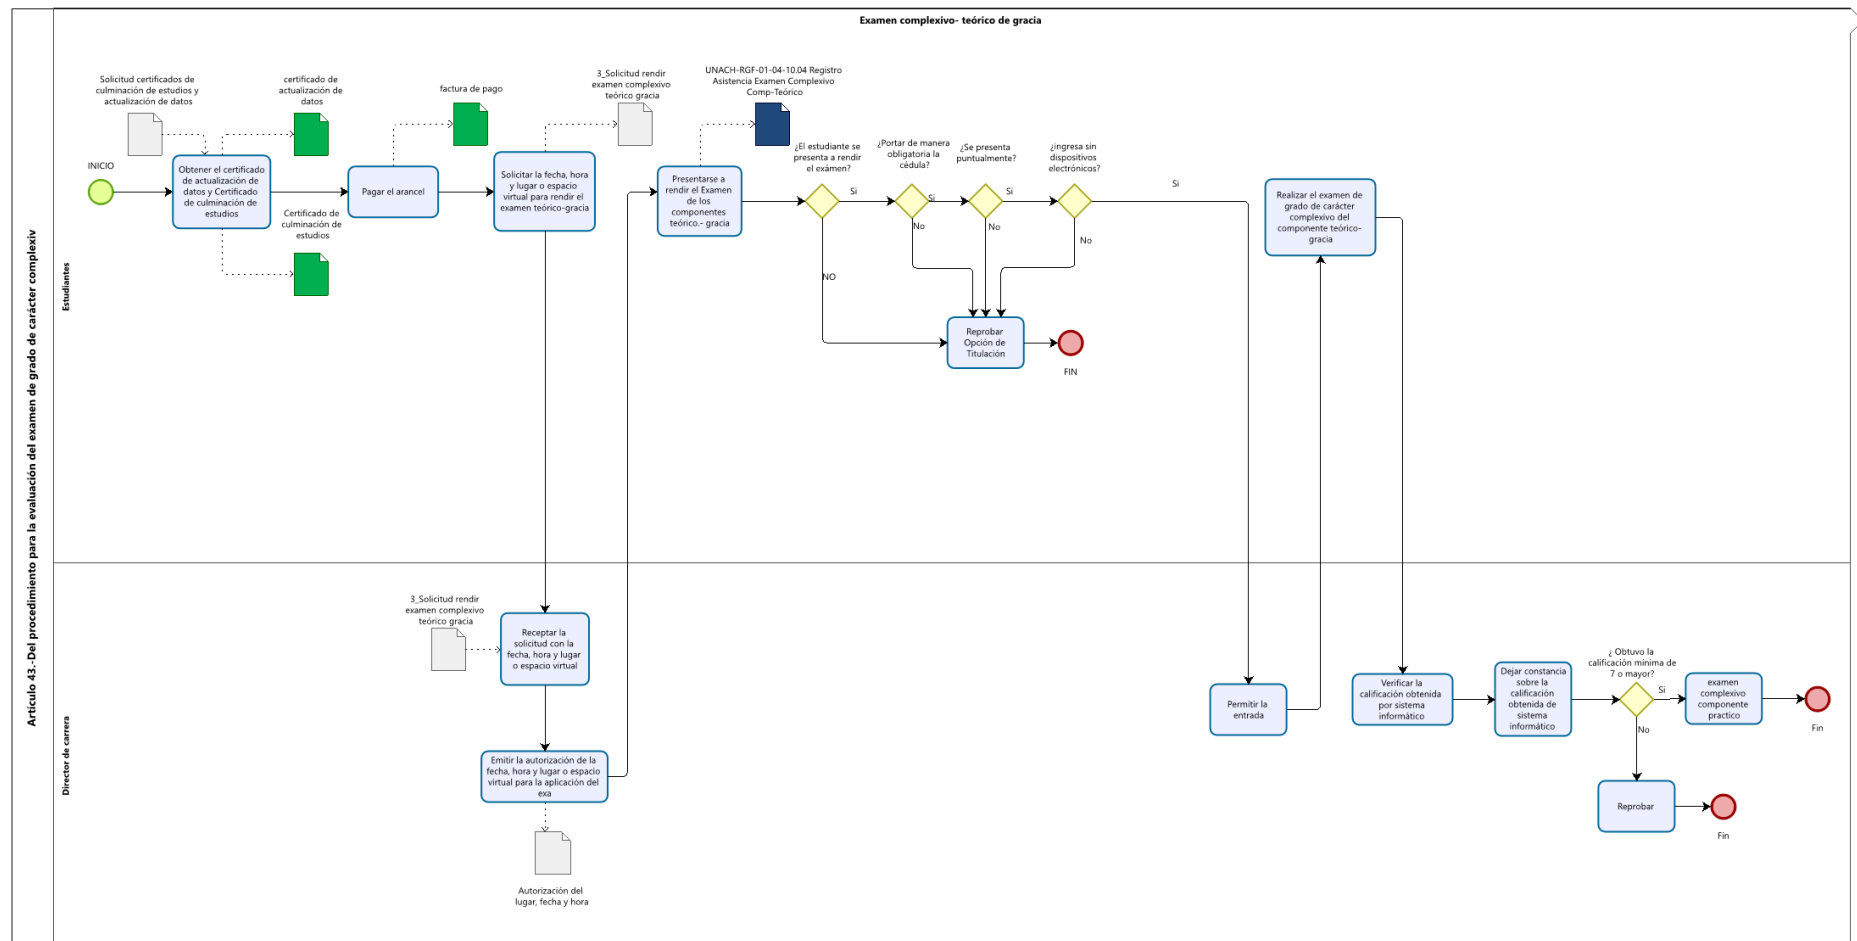 Examen complexivo- teórico de gracia
Articulo 43.-Del procedimiento para la evaluación del examen de grado de carácter complexiv
Estudiantes
Solicitud certificados de
culminación de estudios y
actualización de datos
certificado de
actualización de
datos
factura de pago
3_Solicitud rendir
examen complexivo
teórico gracia
UNACH-RGF-01-04-10.04 Registro
Asistencia Examen Complexivo
Comp-Teórico
INICIO
Obtener el certificado
de actualización de
datos y Certificado
de culminación de
estudios
Certificado de
culminación de
estudios
Pagar el arancel
Solicitar la fecha, hora
y lugar o espacio
virtual para rendir el
examen teórico-gracia
Presentarse a
rendir el Examen
de los
componentes
teórico.- gracia
¿El estudiante se
presenta a rendir
el exámen?
Si
NO
¿Portar de manera
obligatoria la
cédula?
Si
No
¿Se presenta
puntualmente?
Si
No
¿ingresa sin
dispositivos
electrónicos?
Si
No
Reprobar
Opción de
Titulación
FIN
Realizar el examen de
grado de carácter
complexivo del
componente teórico-
gracia
Director de carrera
3_Solicitud rendir
examen complexivo
teórico gracia
Receptar la
solicitud con la
fecha, hora y lugar
o espacio virtual
Emitir la autorización de la
fecha, hora y lugar o espacio
virtual para la aplicación del
exa
Autorización del
lugar, fecha y hora
Permitir la
entrada
Verificar la
calificación obtenida
por sistema
informático
Dejar constancia
sobre la
calificación
obtenida de
sistema
informático
¿ Obtuvo la
calificación mínima de
7 o mayor?
Si
No
examen
complexivo
componente
practico
Fin
Reprobar
Fin